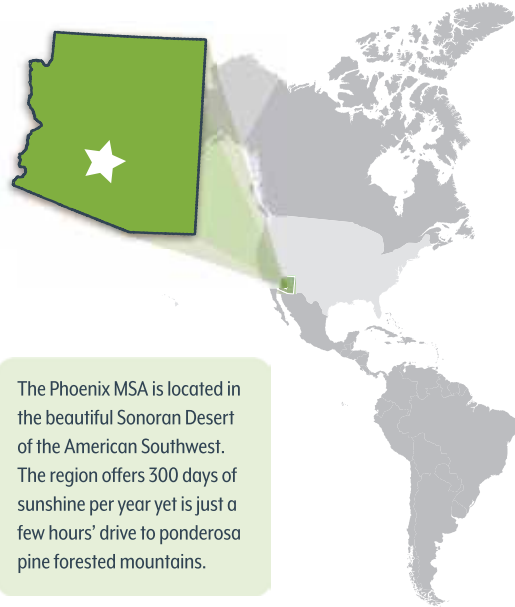 The Phoenix MSA is located in
the beautiful Sonoran Desert
of the American Southwest.
The region offers 300 days of
sunshine per year yet is just a
few hours’ drive to ponderosa
pine forested mountains.